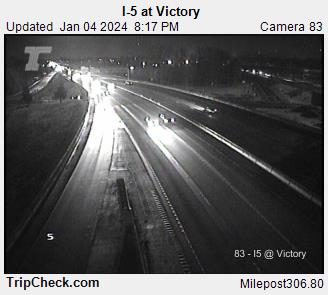 I-5 at Victory
Updated Jan 04 2024 8:17 PM Camera 83
S
83 - I5 @ Victory
TripCheck.com Milepost306.80